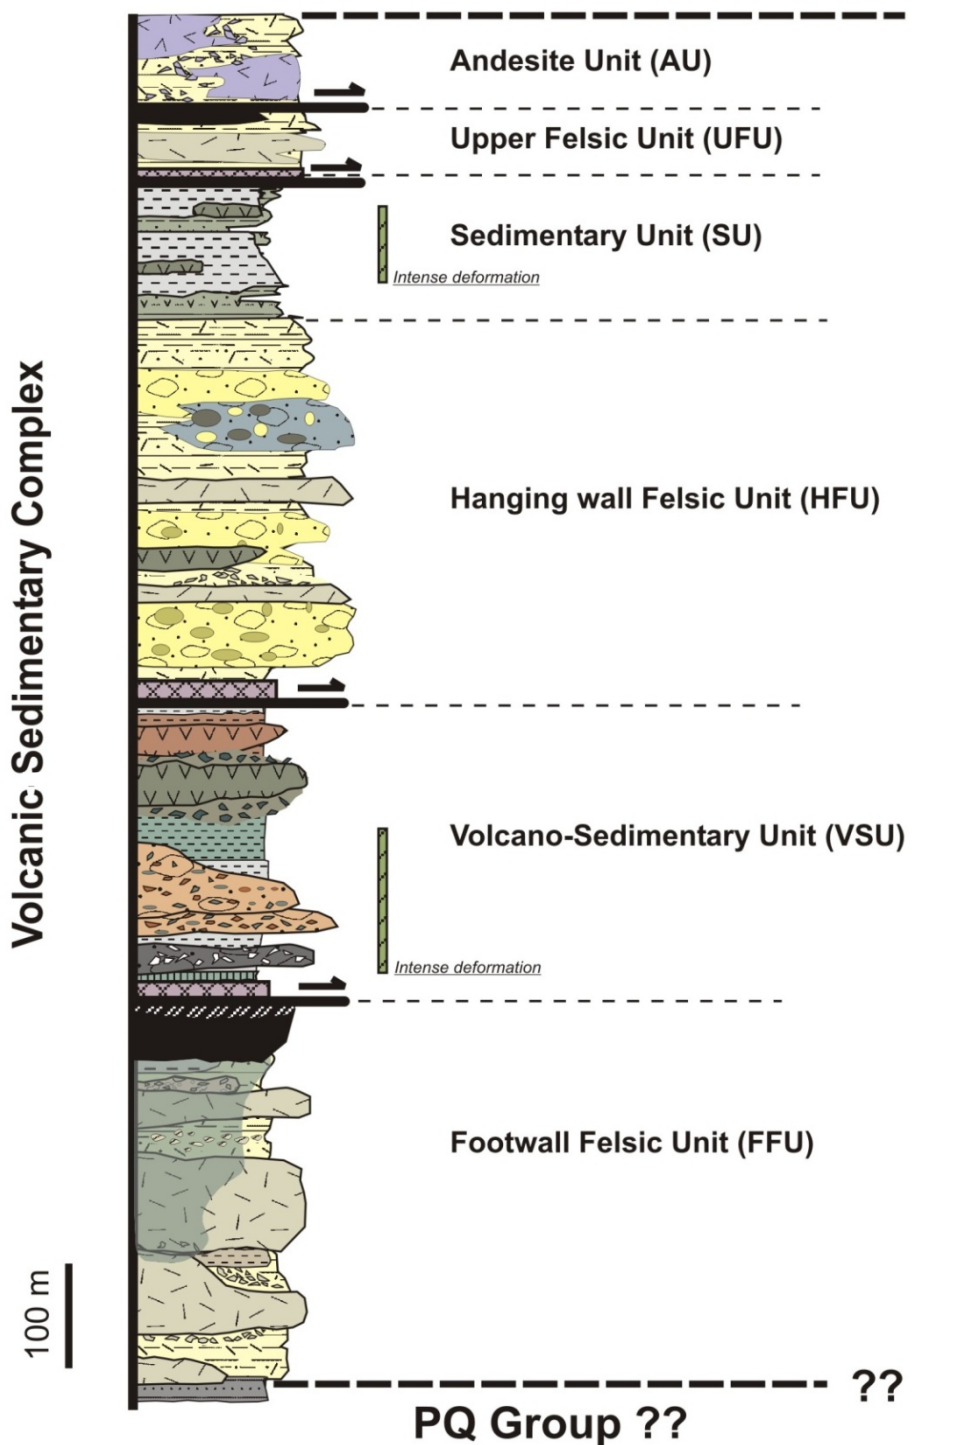 Andesite Unit (AU)
Upper Felsic Unit (UFU)
Sedimentary Unit (SU)
Intense deformation
Hanging wall Felsic Unit (HFU)
Volcanic Sedimentary Complex
Volcano-Sedimentary Unit (VSU)
Intense deformation
Footwall Felsic Unit (FFU)
100 m
??
PQ Group ??